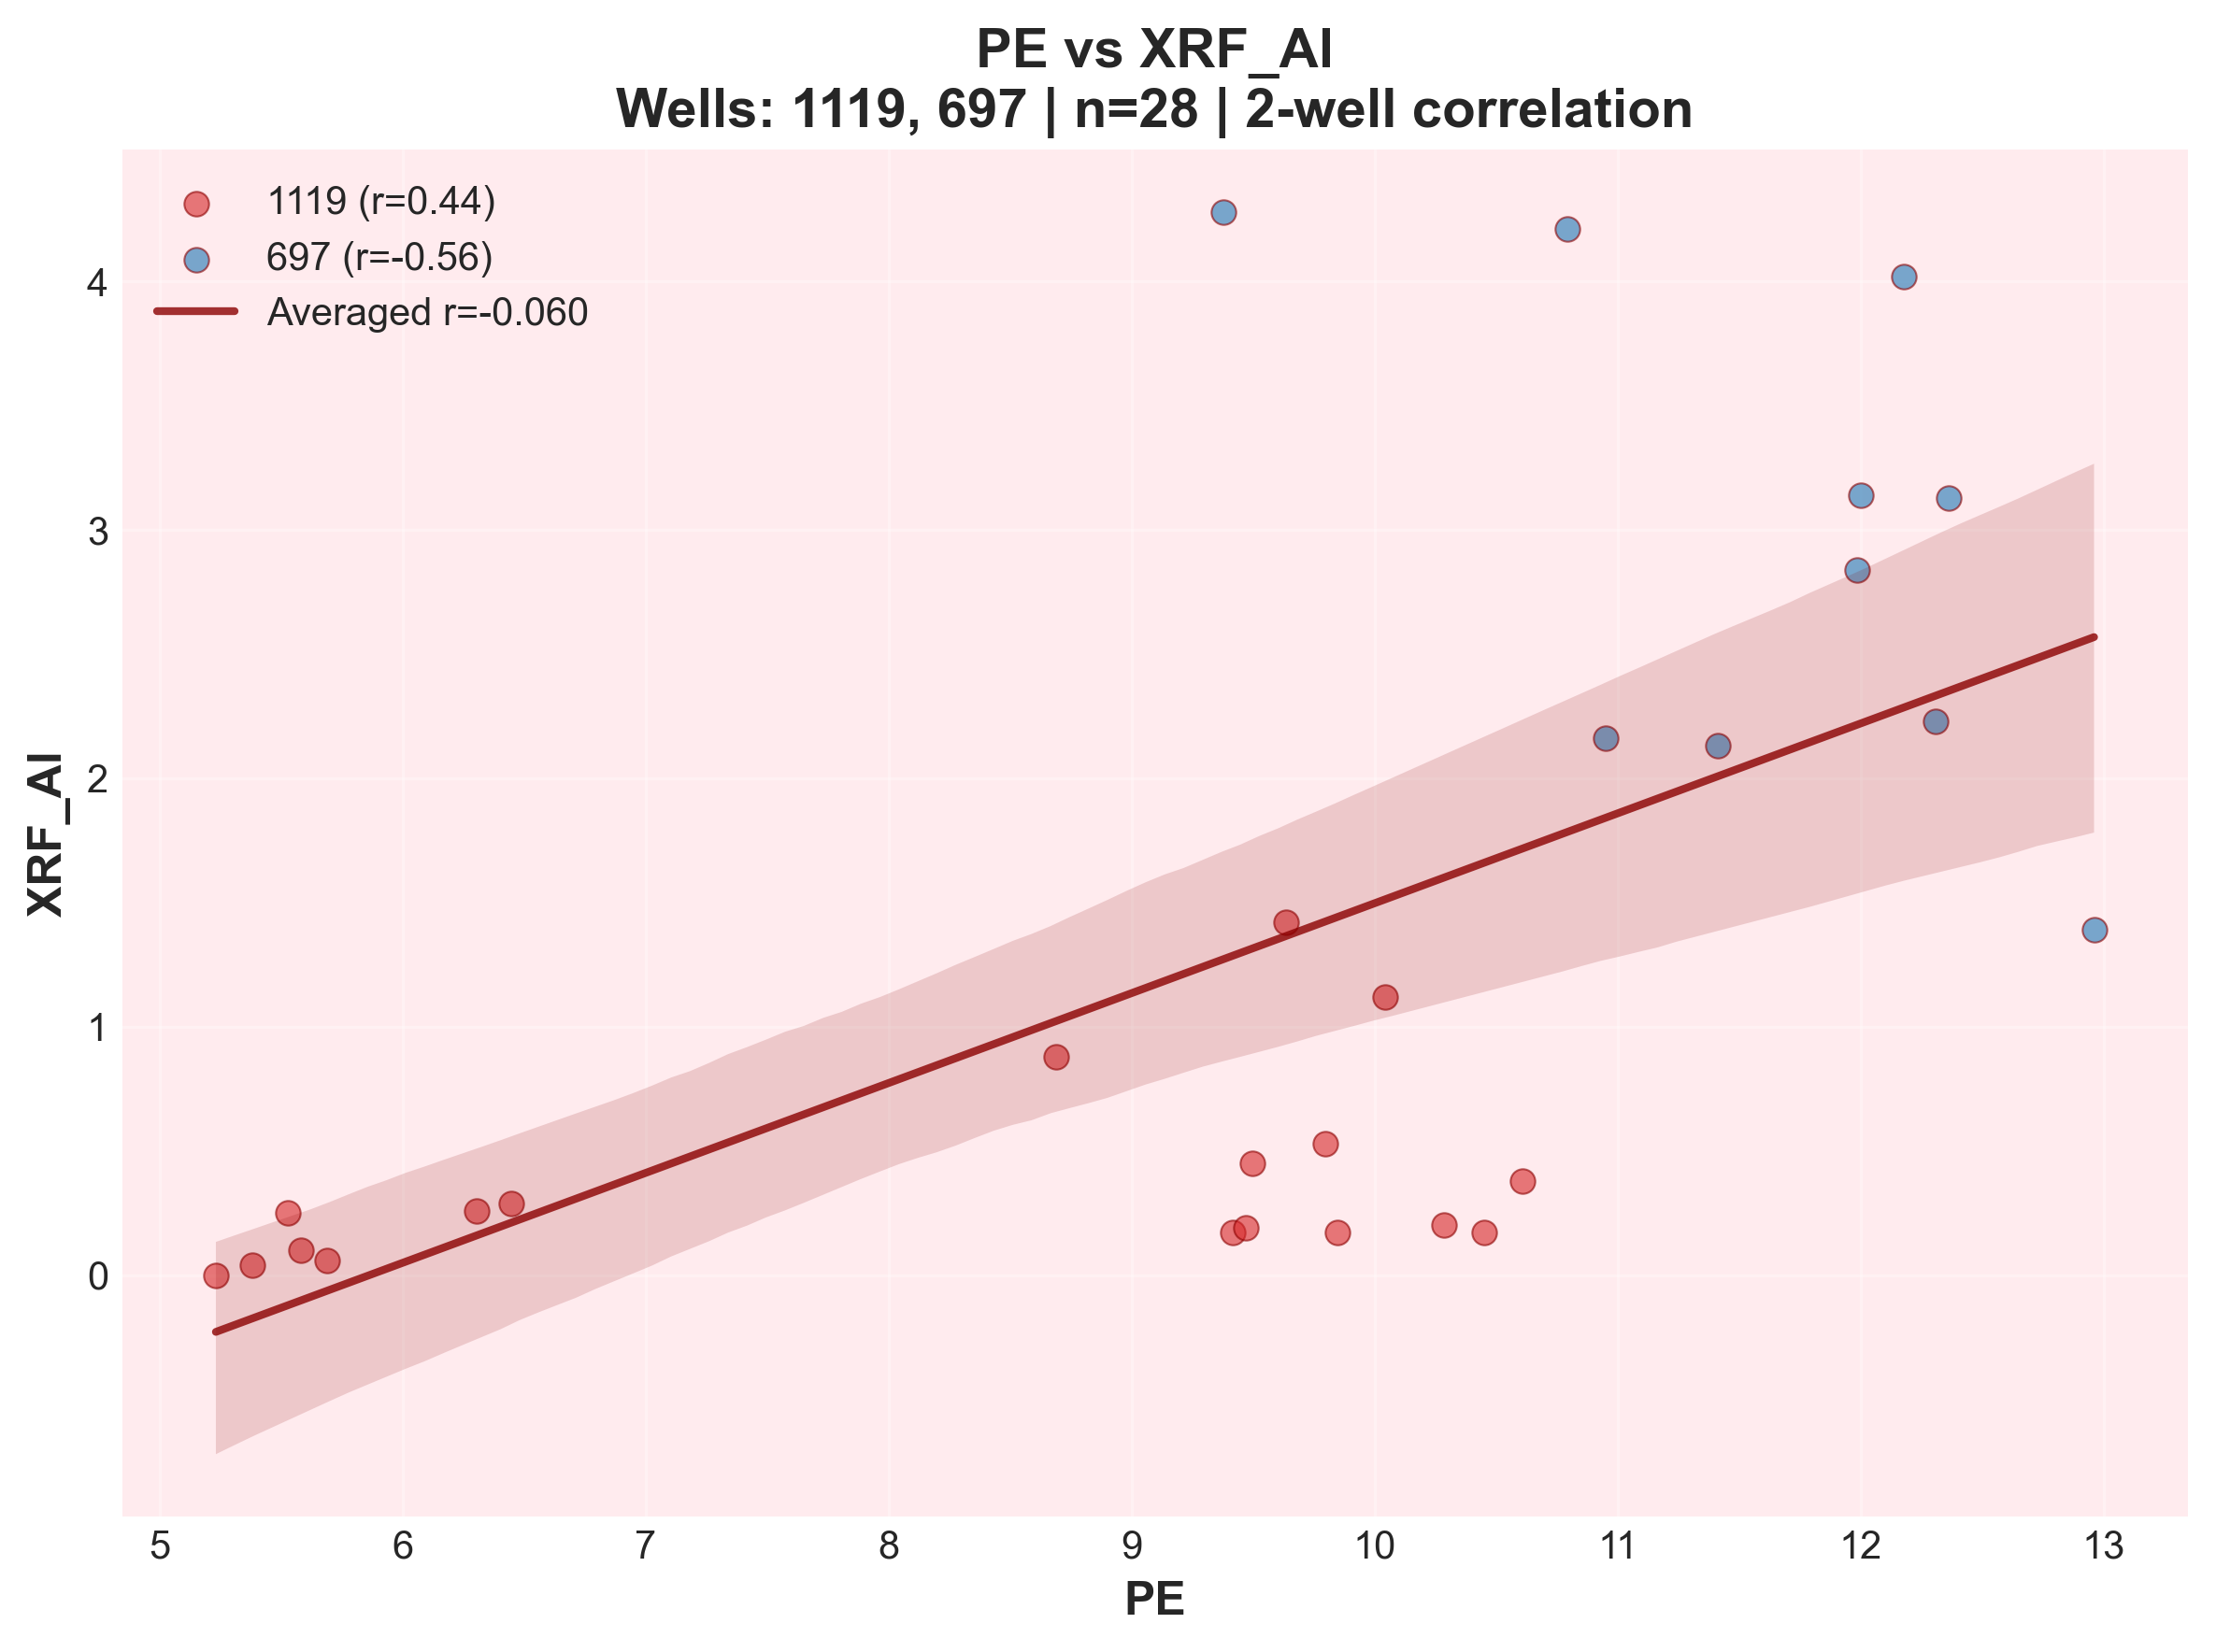 PE vs XRF_Al
Wells: 1119, 697 | n=28 | 2-well correlation
1119 (r=0.44)
697 (r=-0.56)
Averaged r=-0.060
4
3
2
1
0
XRF_Al
5 6 7 8 9 10 11 12 13
PE